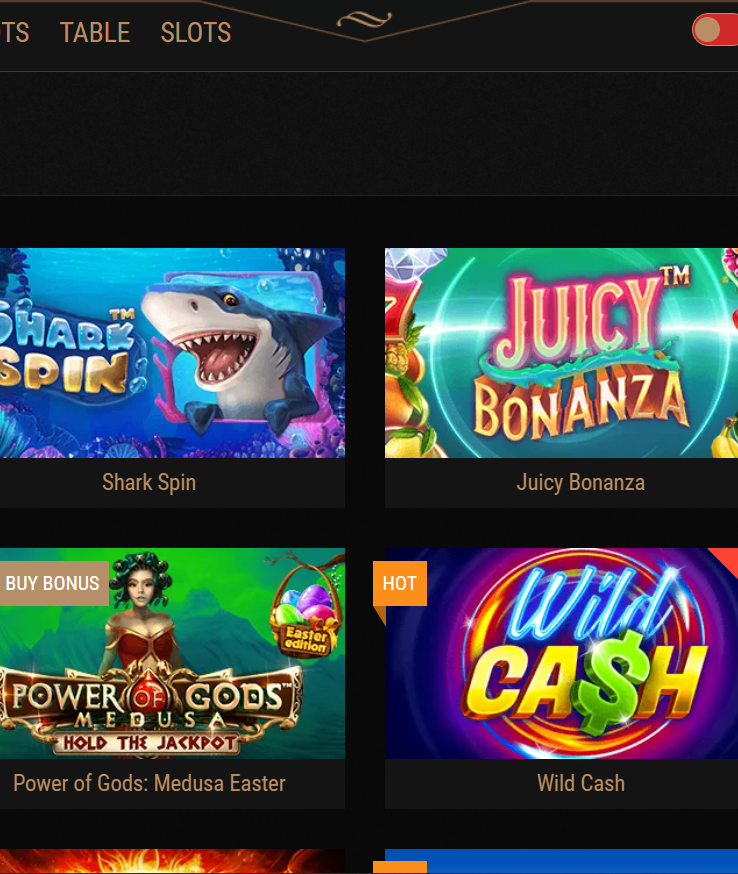 TS TABLE SLOTS
SHARK™
SPIN
Shark Spin
JUICY™
BONANZA
Juicy Bonanza
BUY BONUS
Easter
edition
POWER OF GODS™
MEDUSA
HOLD THE JACKPOT
Power of Gods: Medusa Easter
HOT
Wild
CA$H
Wild Cash